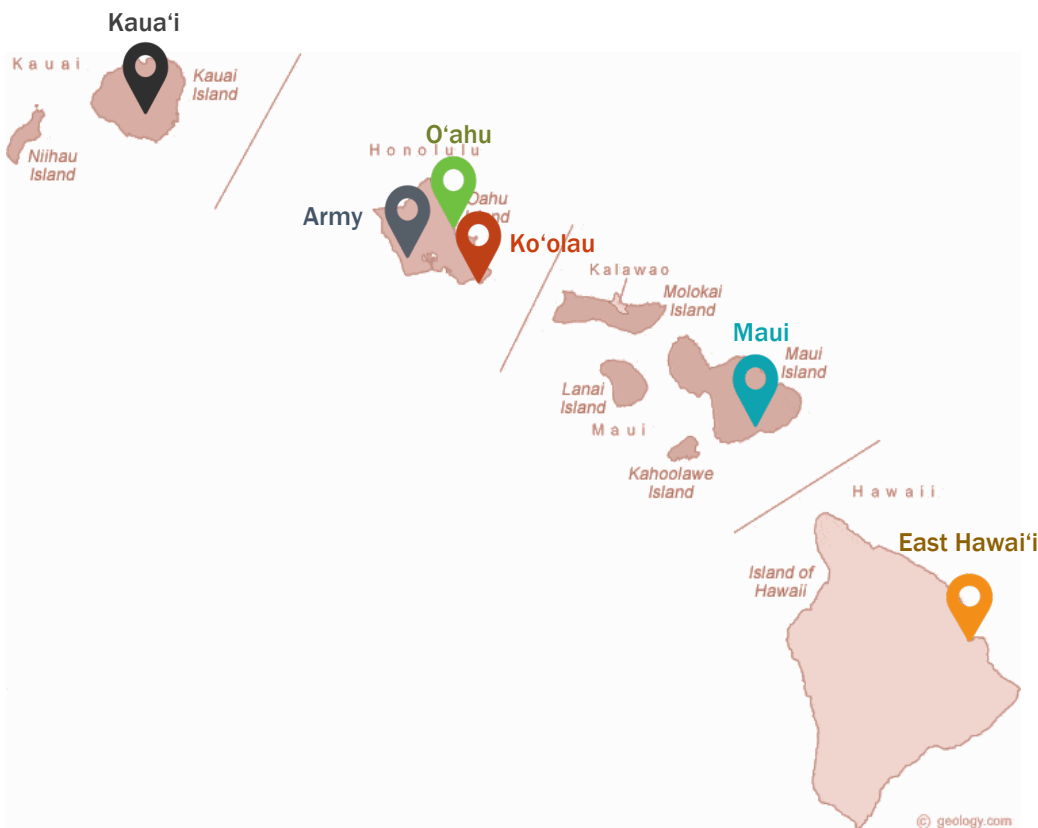 Kaua‘i
Kauai
Kauai
Island
Niihau
Island
O‘ahu
Honolulu
Oahu
Army
Ko‘olau
Kalawao
Molokai
Island
Maui
Maui
Island
Lanai
Island
Maui
Kahoolawe
Island
Hawaii
East Hawai‘i
Island of
Hawaii
© geology.com